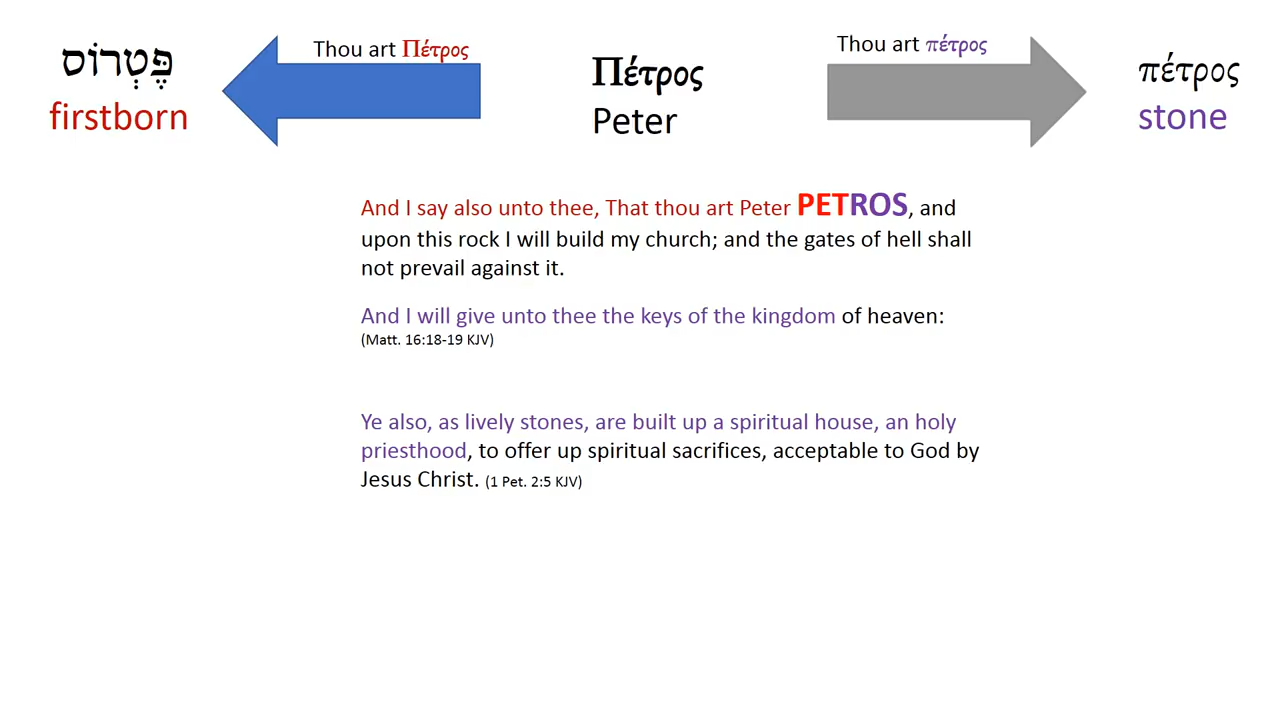 פֶּטְרוֹס
firstborn
Thou art Πέτρος
Πέτρος
Peter
Thou art πέτρος
πέτρος
stone
And I say also unto thee, That thou art Peter PETROS, and
upon this rock I will build my church; and the gates of hell shall
not prevail against it.
And I will give unto thee the keys of the kingdom of heaven:
(Matt. 16:18-19 KJV)
Ye also, as lively stones, are built up a spiritual house, an holy
priesthood, to offer up spiritual sacrifices, acceptable to God by
Jesus Christ. (1 Pet. 2:5 KJV)